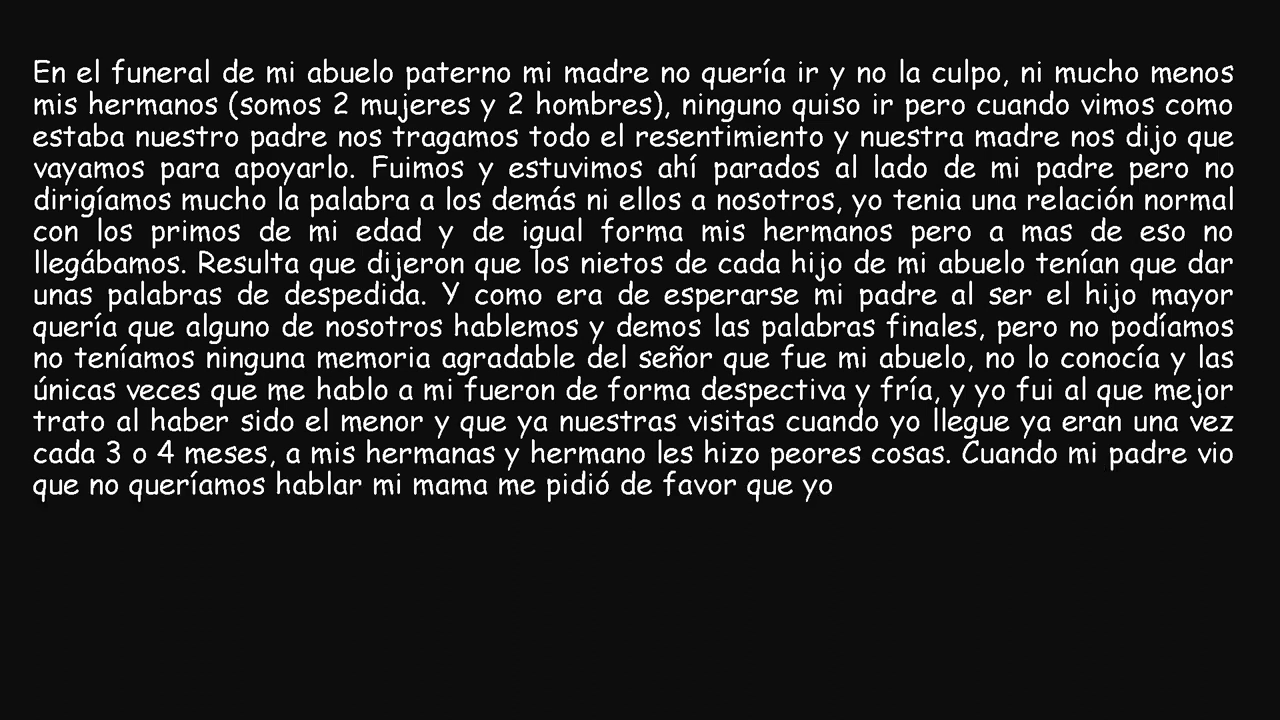 En el funeral de mi abuelo paterno mi madre no quería ir y no la culpo, ni mucho menos
mis hermanos (somos 2 mujeres y 2 hombres), ninguno quiso ir pero cuando vimos como
estaba nuestro padre nos tragamos todo el resentimiento y nuestra madre nos dijo que
vayamos para apoyarlo. Fuimos y estuvimos ahí parados al lado de mi padre pero no
dirigíamos mucho la palabra a los demás ni ellos a nosotros, yo tenia una relación normal
con los primos de mi edad y de igual forma mis hermanos pero a mas de eso no
llegábamos. Resulta que dijeron que los nietos de cada hijo de mi abuelo tenían que dar
unas palabras de despedida. Y como era de esperarse mi padre al ser el hijo mayor
quería que alguno de nosotros hablemos y demos las palabras finales, pero no podíamos
no teníamos ninguna memoria agradable del señor que fue mi abuelo, no lo conocía y las
únicas veces que me hablo a mi fueron de forma despectiva y fría, y yo fui al que mejor
trato al haber sido el menor y que ya nuestras visitas cuando yo llegue ya eran una vez
cada 3 o 4 meses, a mis hermanas y hermano les hizo peores cosas. Cuando mi padre vio
que no queríamos hablar mi mama me pidió de favor que yo